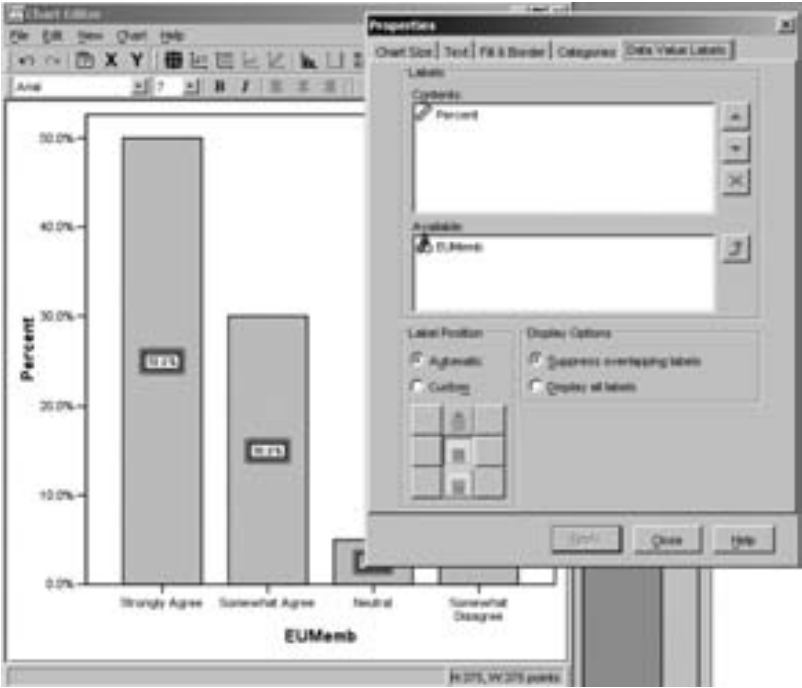 Chart Editor
File Edit View Chart Help
X Y
Arial 7 B I
Percent
50.0%
40.0%
30.0%
20.0%
10.0%
0.0%
Strongly Agree Somewhat Agree Neutral Somewhat Disagree
EUMemb
H:375, W:375 points
Properties
Chart Size Text Fill & Border Categories Data Value Labels
Labels
Contents:
Percent
Available:
EUMemb
Label Position
Automatic
Custom
Display Options
Suppress overlapping labels
Display all labels
Apply Close Help